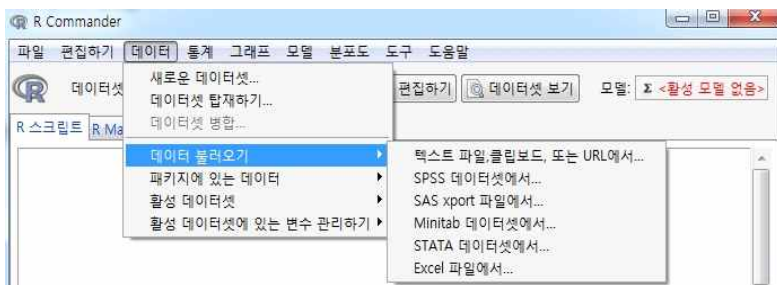 R Commander
파일 편집하기 데이터 통계 그래프 모델 분포도 도구 도움말
데이터셋 편집하기 데이터셋 보기 모델: Σ <활성 모델 없음>
R 스크립트 R Ma
새로운 데이터셋...
데이터셋 탑재하기...
데이터셋 병합...
데이터 불러오기
패키지에 있는 데이터
활성 데이터셋
활성 데이터셋에 있는 변수 관리하기
텍스트 파일,클립보드, 또는 URL에서...
SPSS 데이터셋에서...
SAS xport 파일에서...
Minitab 데이터셋에서...
STATA 데이터셋에서...
Excel 파일에서...